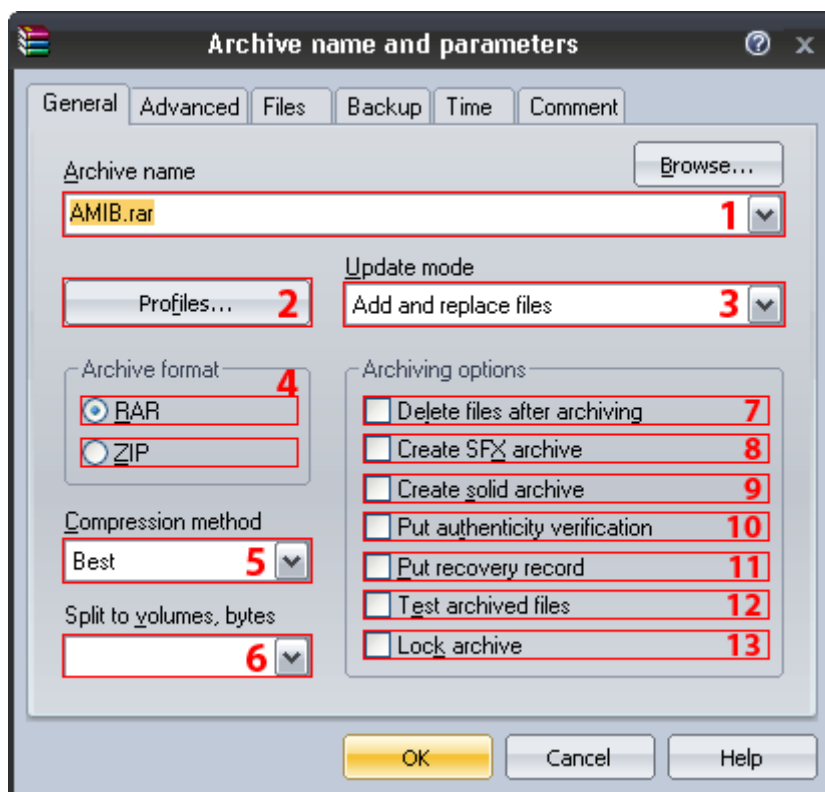 Archive name and parameters
General Advanced Files Backup Time Comment
Archive name
Browse...
AMIB.rar 1
Update mode
Profiles... 2
Add and replace files 3
Archive format 4
RAR
ZIP
Compression method
Best 5
Split to volumes, bytes
6
Archiving options
Delete files after archiving 7
Create SFX archive 8
Create solid archive 9
Put authenticity verification 10
Put recovery record 11
Test archived files 12
Lock archive 13
OK Cancel Help